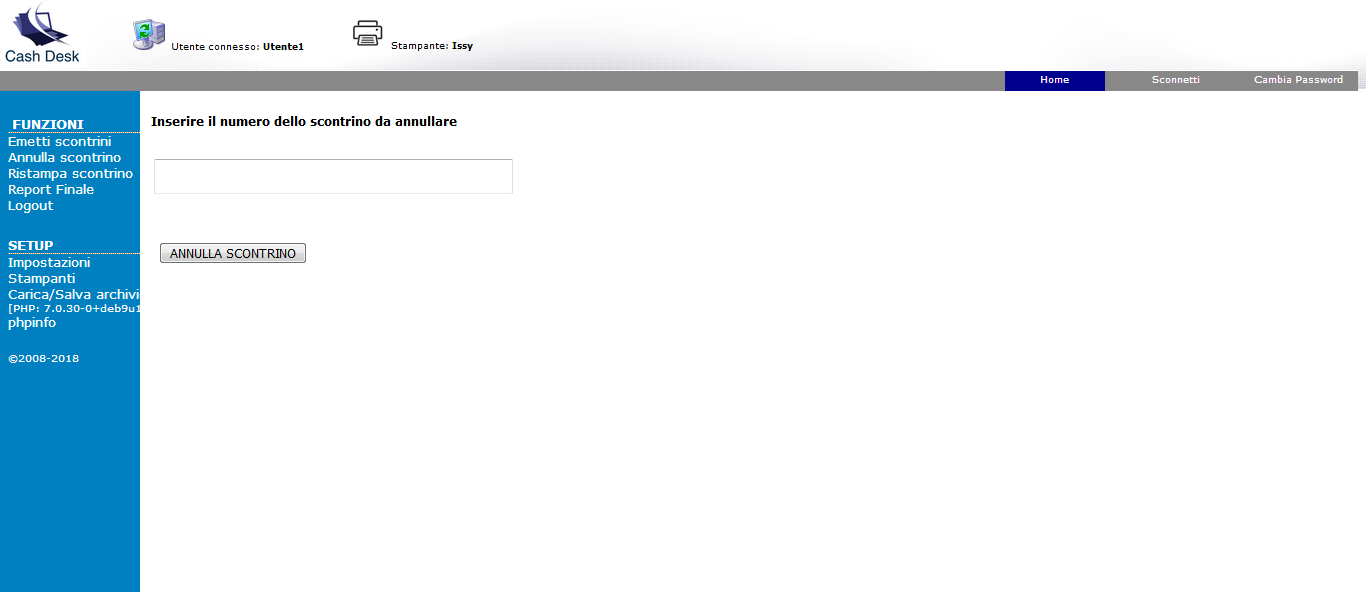 Cash Desk
Utente connesso: Utente1
Stampante: Issy
Home
Sconnetti
Cambia Password
FUNZIONI
Emetti scontrini
Annulla scontrino
Ristampa scontrino
Report Finale
Logout
SETUP
Impostazioni
Stampanti
Carica/Salva archivi
[PHP: 7.0.30-0+deb9u1
phpinfo
©2008-2018
Inserire il numero dello scontrino da annullare
ANNULLA SCONTRINO